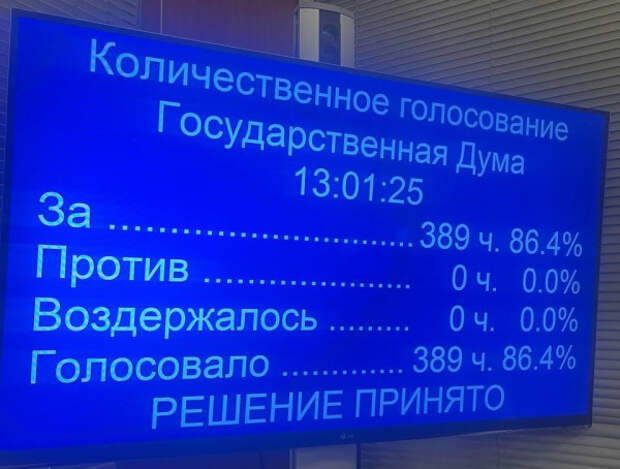 Количественное голосование
Государственная Дума
13:01:25
За ............................ 389 ч. 86.4%
Против ................... 0 ч. 0.0%
Воздержалось ........ 0 ч. 0.0%
Голосовало ............ 389 ч. 86.4%
РЕШЕНИЕ ПРИНЯТО
LG